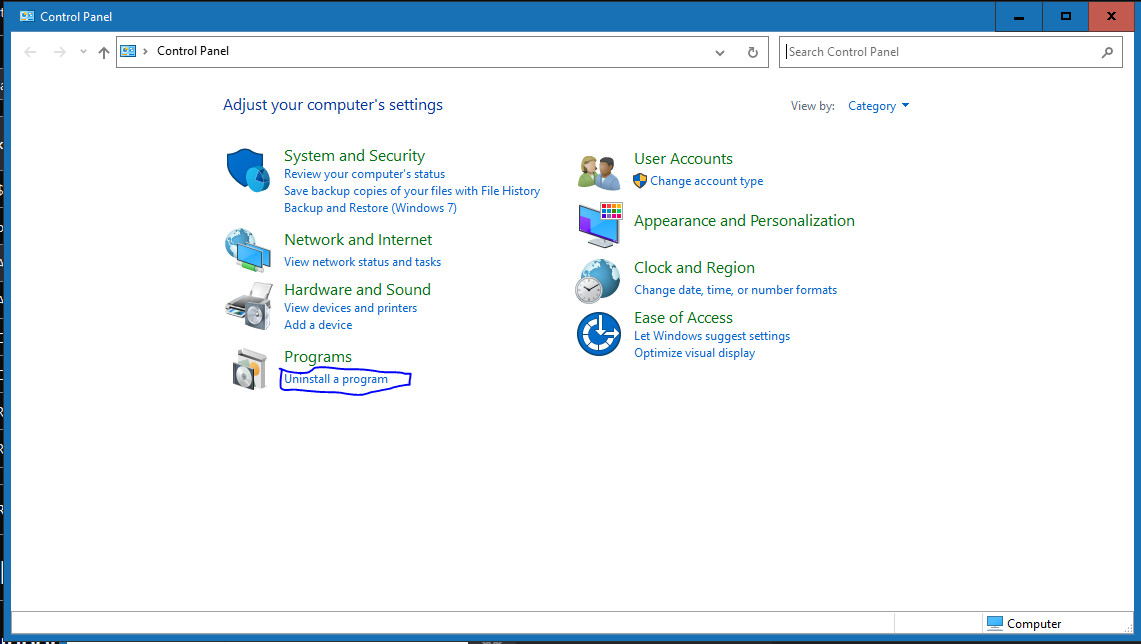 Control Panel
Control Panel
Search Control Panel
Adjust your computer's settings
View by: Category
System and Security
Review your computer's status
Save backup copies of your files with File History
Backup and Restore (Windows 7)
Network and Internet
View network status and tasks
Hardware and Sound
View devices and printers
Add a device
Programs
Uninstall a program
User Accounts
Change account type
Appearance and Personalization
Clock and Region
Change date, time, or number formats
Ease of Access
Let Windows suggest settings
Optimize visual display
Computer